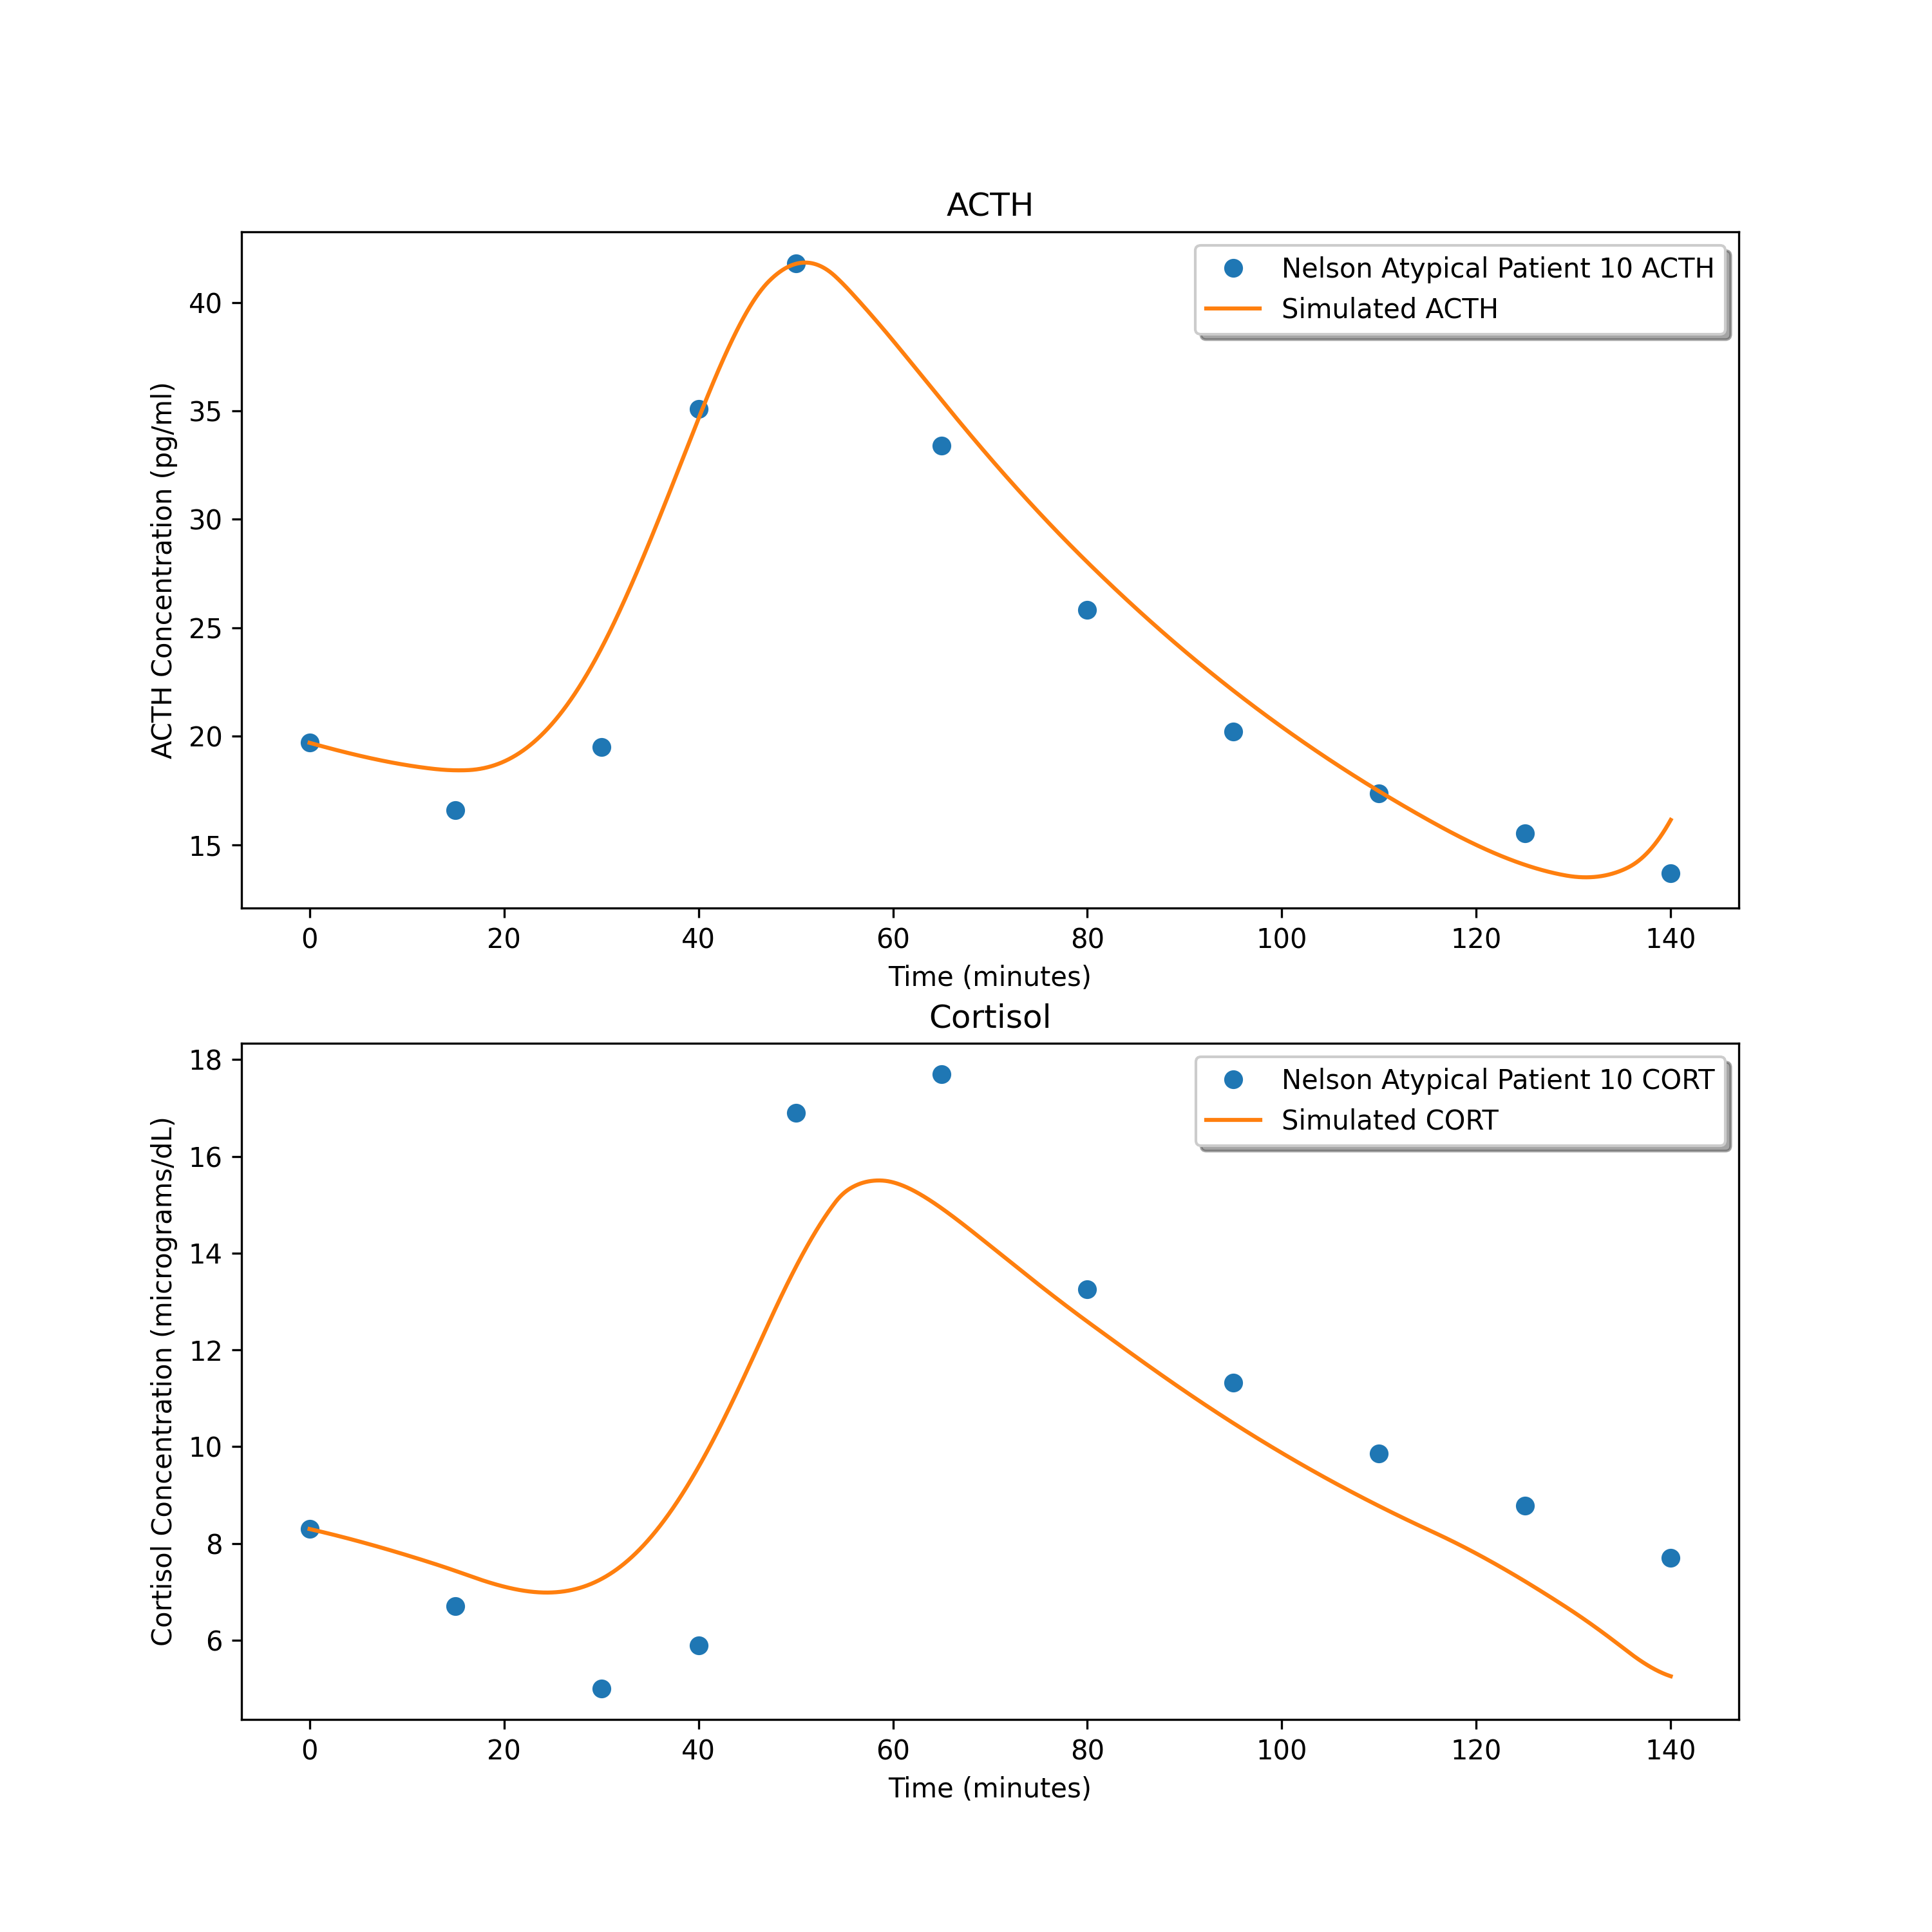 ACTH
Nelson Atypical Patient 10 ACTH
Simulated ACTH
ACTH Concentration (pg/ml)
40
35
30
25
20
15
0 20 40 60 80 100 120 140
Time (minutes)
Cortisol
Nelson Atypical Patient 10 CORT
Simulated CORT
Cortisol Concentration (micrograms/dL)
18
16
14
12
10
8
6
0 20 40 60 80 100 120 140
Time (minutes)